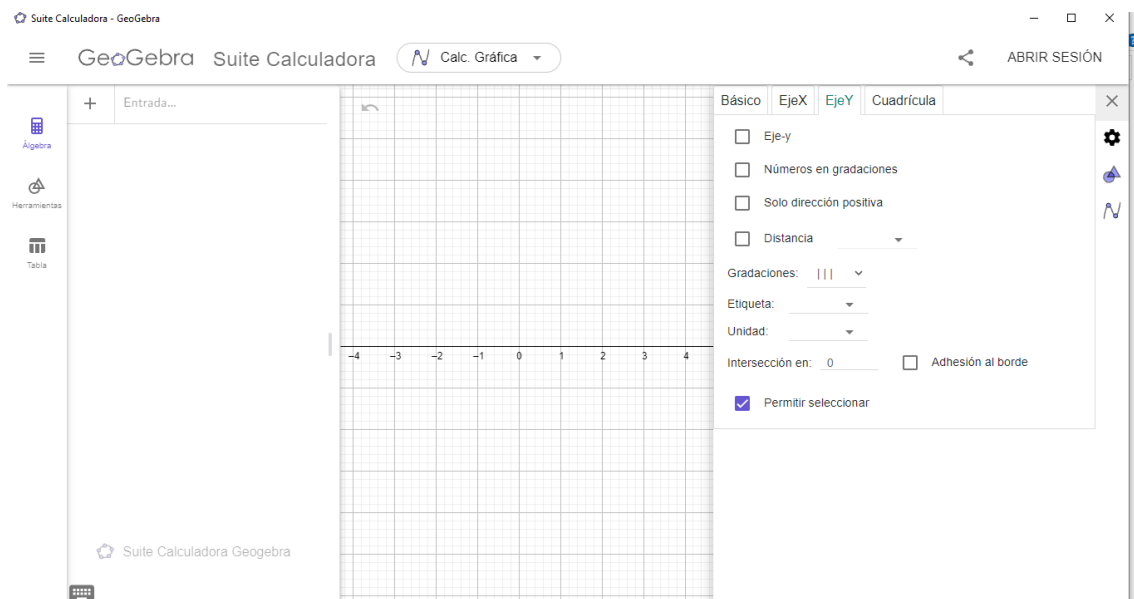 Suite Calculadora - GeoGebra
GeoGebra Suite Calculadora Calc. Gráfica ABRIR SESIÓN
Entrada...
Álgebra
Herramientas
Tabla
Suite Calculadora Geogebra
−4 −3 −2 −1 0 1 2 3 4
Básico EjeX EjeY Cuadrícula
Eje-y
Números en gradaciones
Solo dirección positiva
Distancia
Gradaciones: | | |
Etiqueta:
Unidad:
Intersección en: 0 Adhesión al borde
Permitir seleccionar